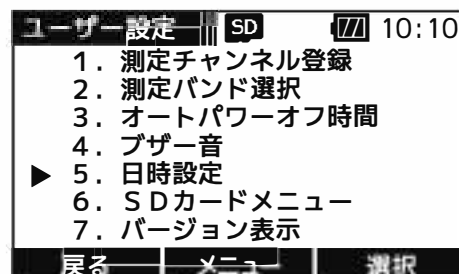 ユーザー設定 SD 10:10
1. 測定チャンネル登録
2. 測定バンド選択
3. オートパワーオフ時間
4. ブザー音
▶ 5. 日時設定
6. SDカードメニュー
7. バージョン表示
戻る メニュー 選択